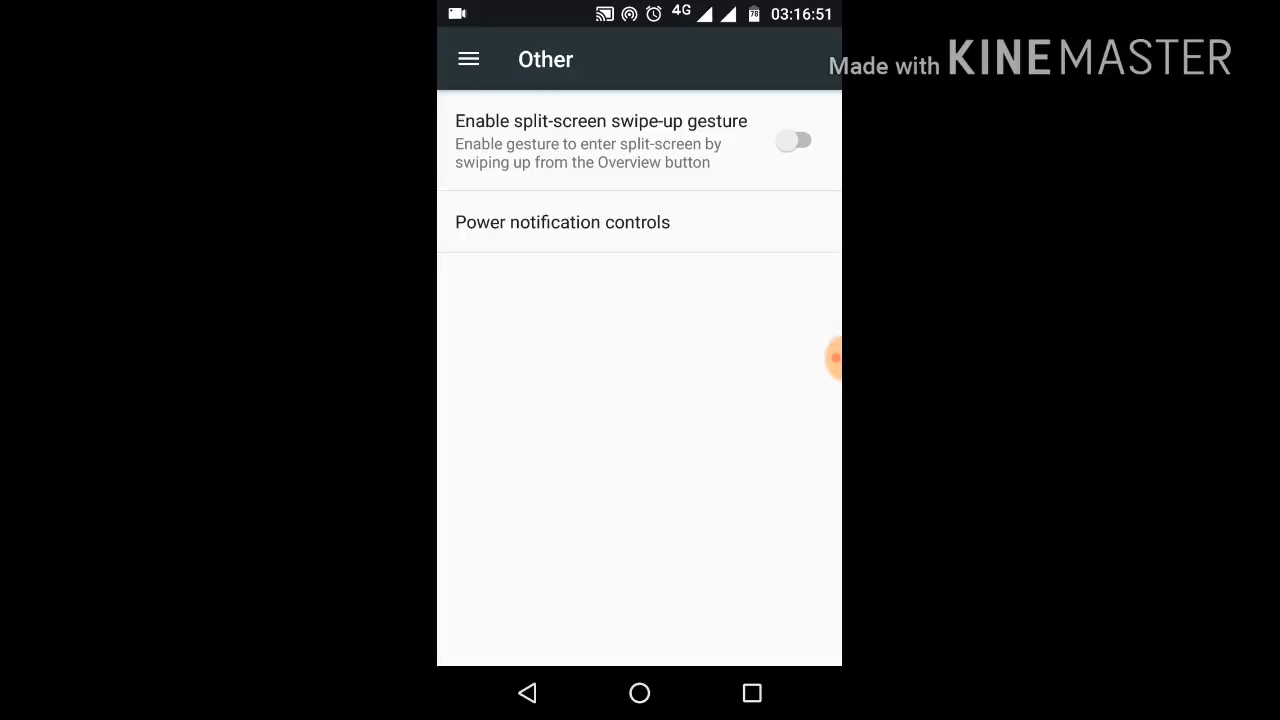 4G 78 03:16:51
Other
Made with KINEMASTER
Enable split-screen swipe-up gesture
Enable gesture to enter split-screen by
swiping up from the Overview button
Power notification controls